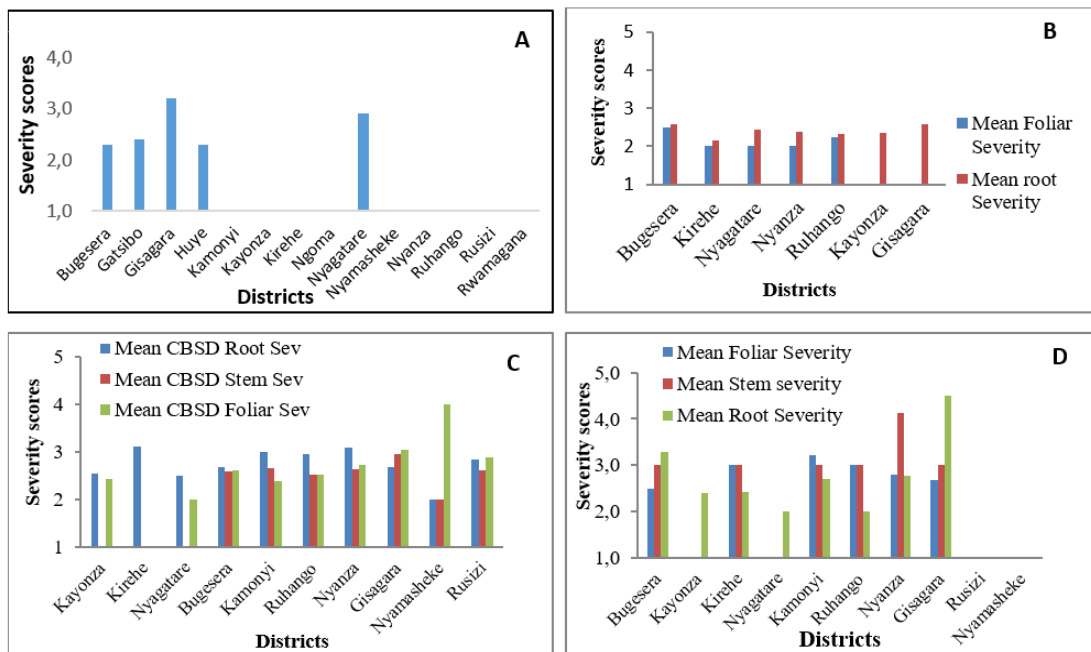 A
Severity scores
4,0
3,0
2,0
1,0
Bugesera
Gatsibo
Gisagara
Huye
Kamonyi
Kayonza
Kirehe
Ngoma
Nyagatare
Nyamasheke
Nyanza
Ruhango
Rusizi
Rwamagana
Districts
B
Severity scores
5
4
3
2
1
Bugesera
Kirehe
Nyagatare
Nyanza
Ruhango
Kayonza
Gisagara
Districts
Mean Foliar
Severity
Mean root
Severity
C
Mean CBSD Root Sev
Mean CBSD Stem Sev
Mean CBSD Foliar Sev
Severity scores
5
4
3
2
1
Kayonza
Kirehe
Nyagatare
Bugesera
Kamonyi
Ruhango
Nyanza
Gisagara
Nyamasheke
Rusizi
Districts
D
Mean Foliar Severity
Mean Stem severity
Mean Root Severity
Severity scores
5,0
4,0
3,0
2,0
1,0
Bugesera
Kayonza
Kirehe
Nyagatare
Kamonyi
Ruhango
Nyanza
Gisagara
Rusizi
Nyamasheke
Districts